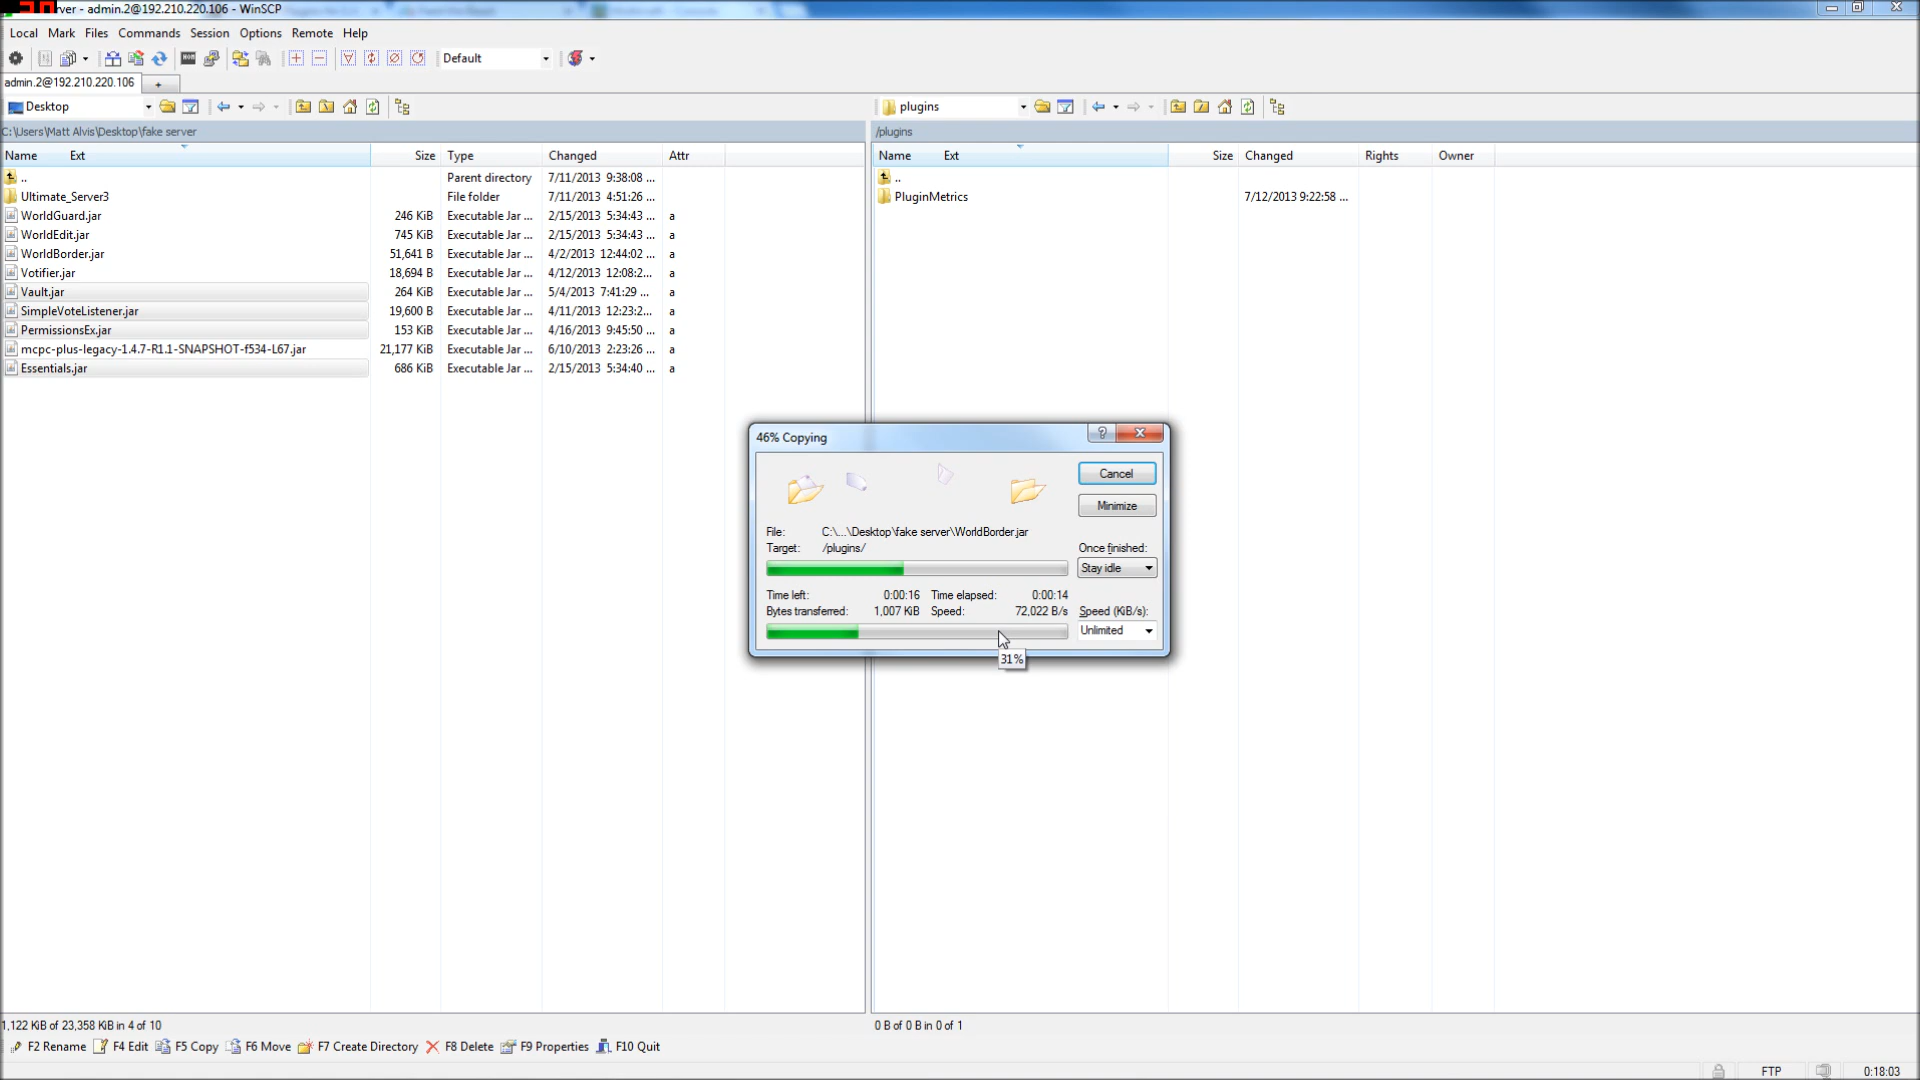 rver - admin.2@192.210.220.106 - WinSCP
Local Mark Files Commands Session Options Remote Help
Default
admin.2@192.210.220.106
Desktop
plugins
C:\Users\Matt Alvis\Desktop\fake server
/plugins
Name Ext Size Type Changed Attr
Name Ext Size Changed Rights Owner
.. Parent directory 7/11/2013 9:38:08 ...
..
Ultimate_Server3 File folder 7/11/2013 4:51:26 ...
PluginMetrics 7/12/2013 9:22:58 ...
WorldGuard.jar 246 KiB Executable Jar ... 2/15/2013 5:34:43 ... a
WorldEdit.jar 745 KiB Executable Jar ... 2/15/2013 5:34:43 ... a
WorldBorder.jar 51,641 B Executable Jar ... 4/2/2013 12:44:02 ... a
Votifier.jar 18,694 B Executable Jar ... 4/12/2013 12:08:2... a
Vault.jar 264 KiB Executable Jar ... 5/4/2013 7:41:29 ... a
SimpleVoteListener.jar 19,600 B Executable Jar ... 4/11/2013 12:23:2... a
PermissionsEx.jar 153 KiB Executable Jar ... 4/16/2013 9:45:50 ... a
mcpc-plus-legacy-1.4.7-R1.1-SNAPSHOT-f534-L67.jar 21,177 KiB Executable Jar ... 6/10/2013 2:23:26 ... a
Essentials.jar 686 KiB Executable Jar ... 2/15/2013 5:34:40 ... a
46% Copying
Cancel
Minimize
File: C:\...\Desktop\fake server\WorldBorder.jar
Target: /plugins/
Once finished:
Stay idle
Time left: 0:00:16 Time elapsed: 0:00:14
Bytes transferred: 1,007 KiB Speed: 72,022 B/s
Speed (KiB/s):
Unlimited
31%
1,122 KiB of 23,358 KiB in 4 of 10
0 B of 0 B in 0 of 1
F2 Rename F4 Edit F5 Copy F6 Move F7 Create Directory F8 Delete F9 Properties F10 Quit
FTP 0:18:03